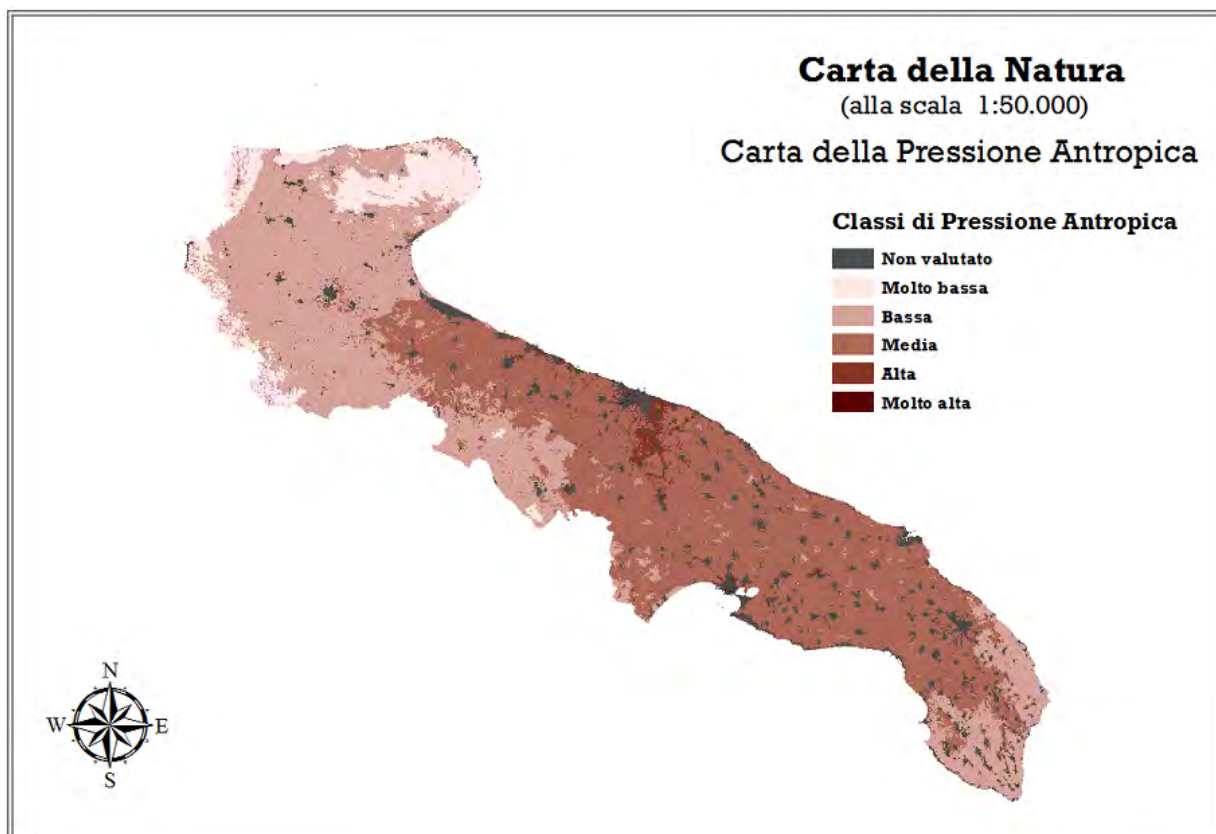 Carta della Natura
(alla scala 1:50.000)
Carta della Pressione Antropica
Classi di Pressione Antropica
Non valutato
Molto bassa
Bassa
Media
Alta
Molto alta
N
W E
S